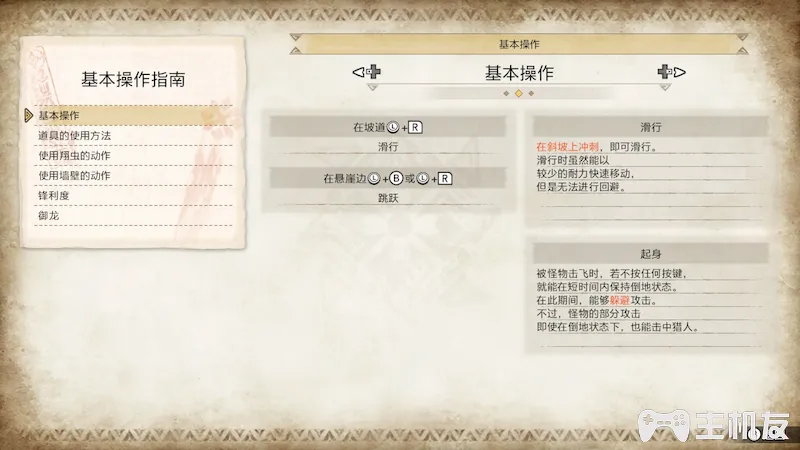 基本操作指南
基本操作
道具的使用方法
使用翔虫的动作
使用墙壁的动作
锋利度
御龙
基本操作
基本操作
在坡道Ⓛ+R
滑行
在悬崖边Ⓛ+Ⓑ或Ⓛ+R
跳跃
滑行
在斜坡上冲刺，即可滑行。
滑行时虽然能以
较少的耐力快速移动，
但是无法进行回避。
起身
被怪物击飞时，若不按任何按键，
就能在短时间内保持倒地状态。
在此期间，能够躲避攻击。
不过，怪物的部分攻击
即使在倒地状态下，也能击中猎人。
主机友